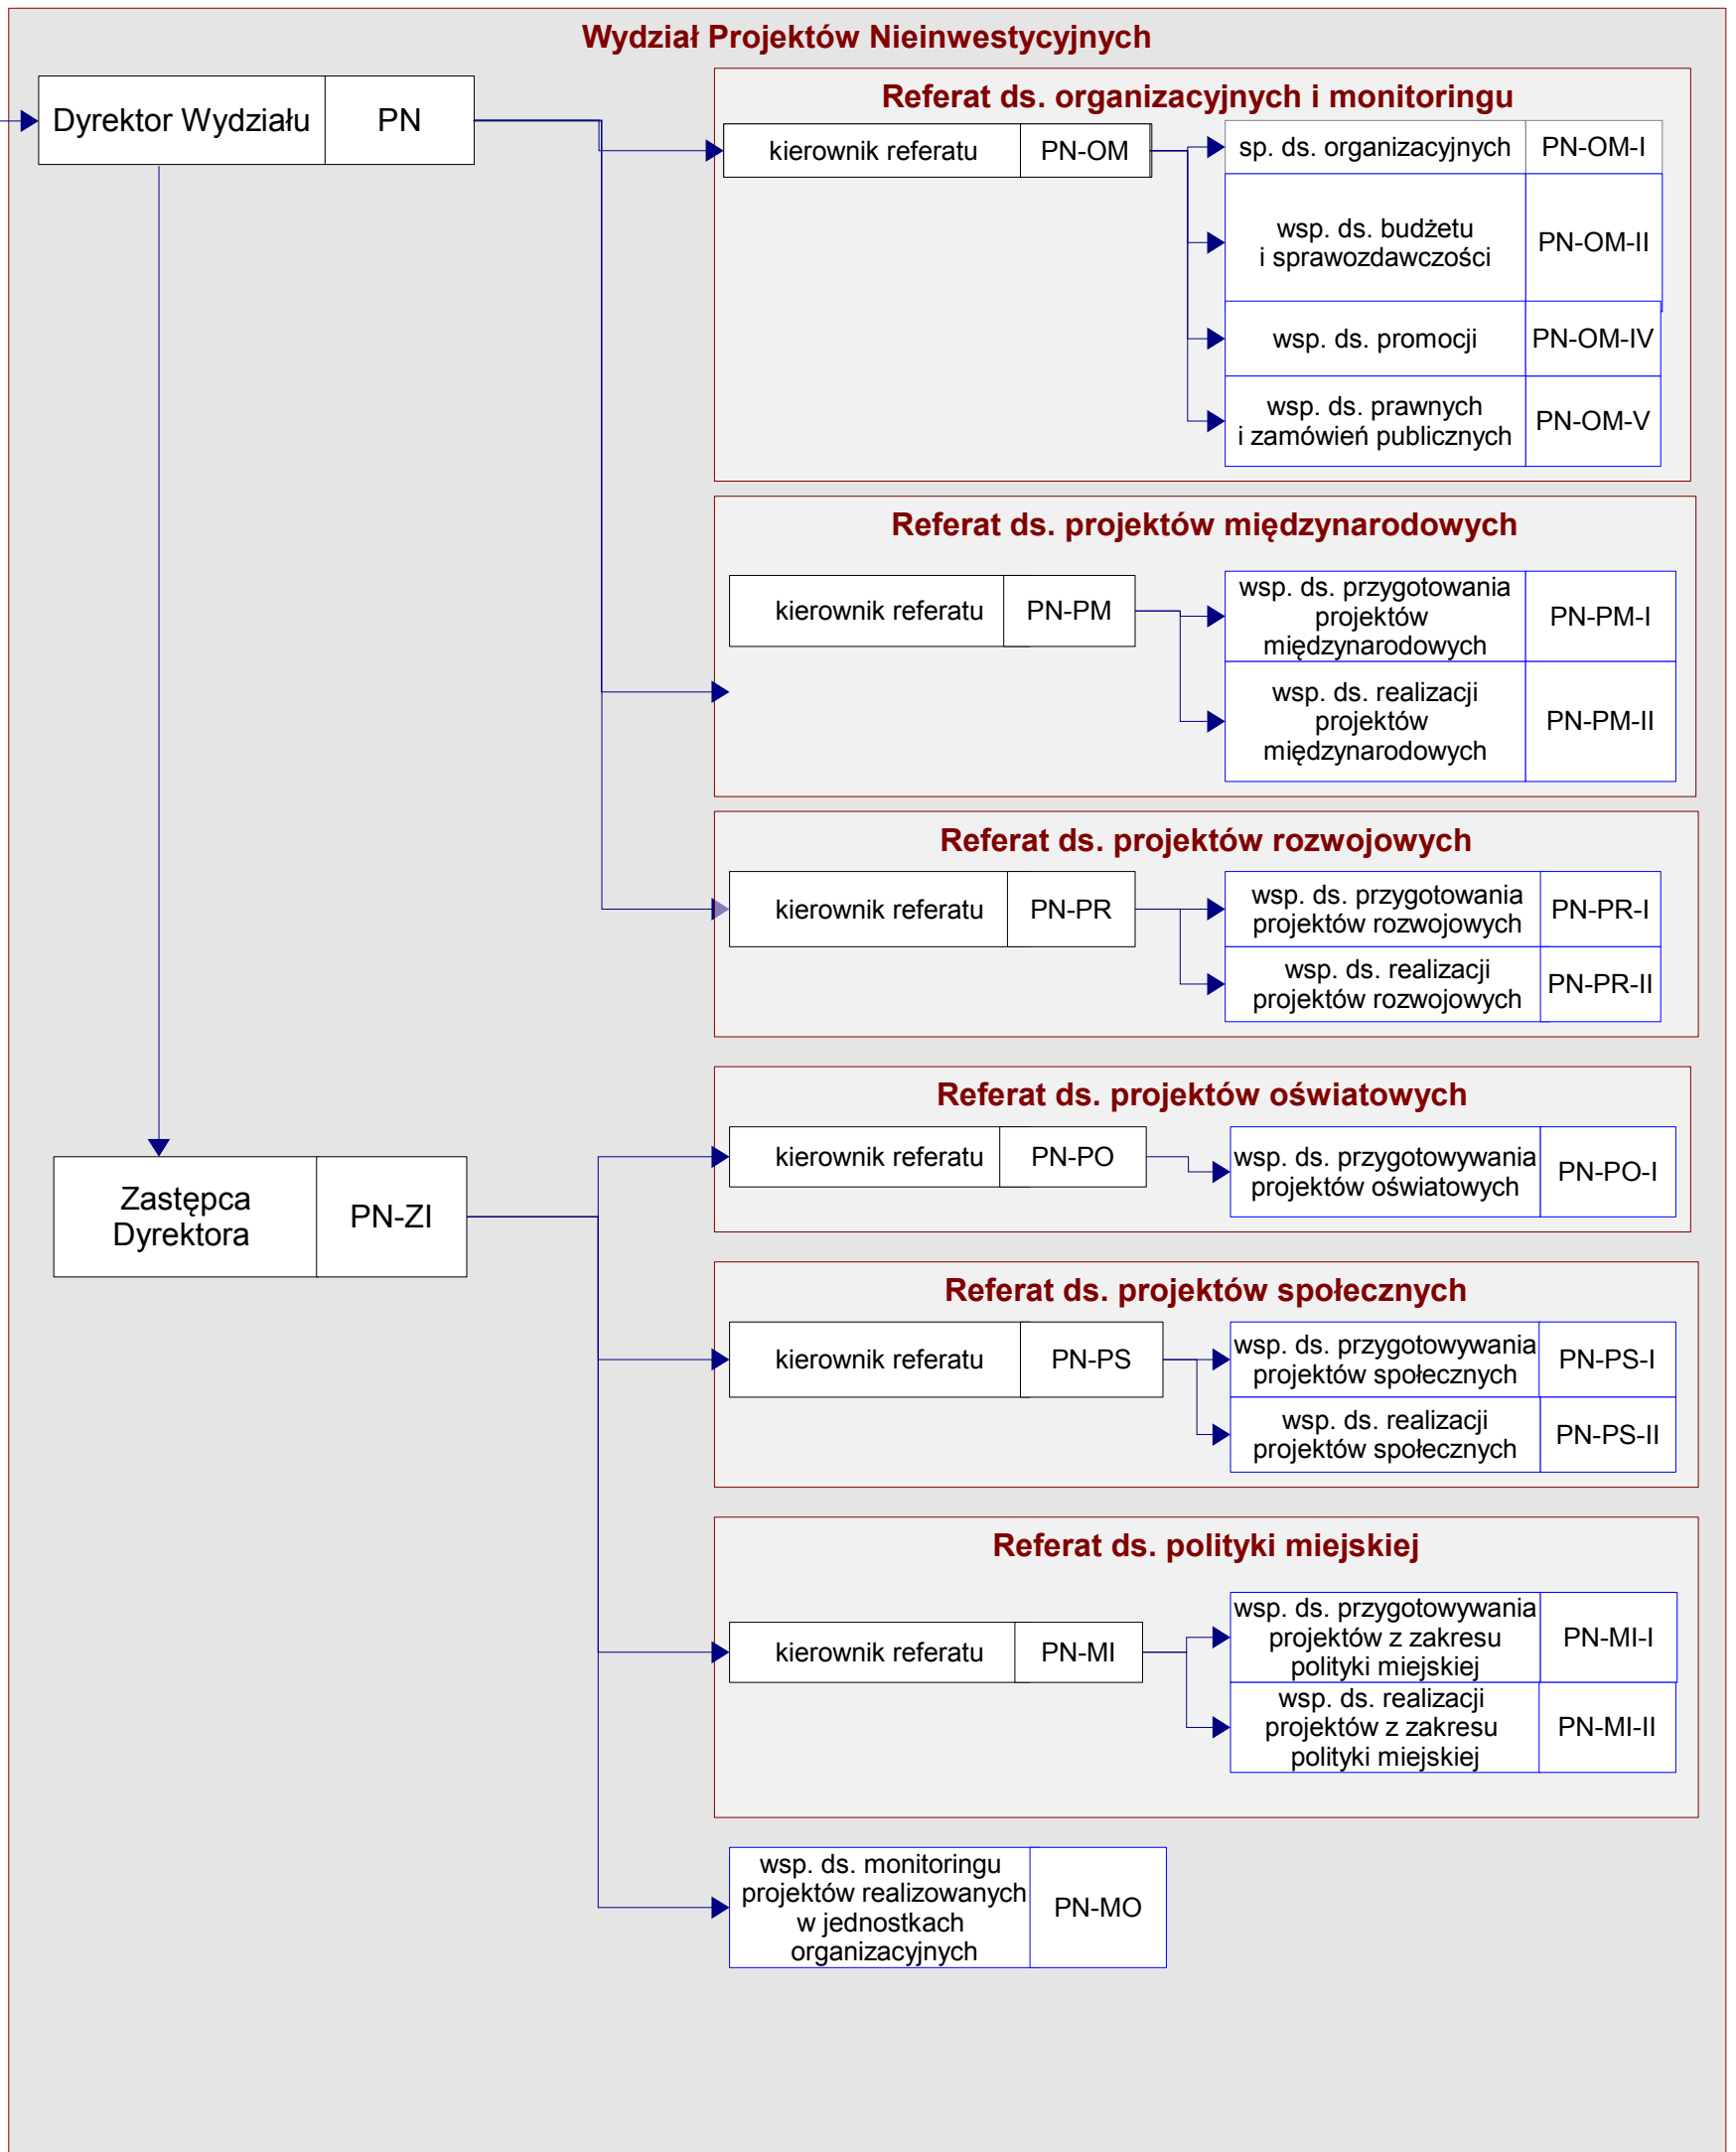 Wydział Projektów Nieinwestycyjnych
Dyrektor Wydziału PN
Referat ds. organizacyjnych i monitoringu
kierownik referatu PN-OM
sp. ds. organizacyjnych PN-OM-I
wsp. ds. budżetu
i sprawozdawczości
PN-OM-II
wsp. ds. promocji PN-OM-IV
wsp. ds. prawnych
i zamówień publicznych
PN-OM-V
Referat ds. projektów międzynarodowych
kierownik referatu PN-PM
wsp. ds. przygotowania
projektów
międzynarodowych
PN-PM-I
wsp. ds. realizacji
projektów
międzynarodowych
PN-PM-II
Referat ds. projektów rozwojowych
kierownik referatu PN-PR
wsp. ds. przygotowania
projektów rozwojowych
PN-PR-I
wsp. ds. realizacji
projektów rozwojowych
PN-PR-II
Zastępca
Dyrektora
PN-ZI
Referat ds. projektów oświatowych
kierownik referatu PN-PO
wsp. ds. przygotowywania
projektów oświatowych
PN-PO-I
Referat ds. projektów społecznych
kierownik referatu PN-PS
wsp. ds. przygotowywania
projektów społecznych
PN-PS-I
wsp. ds. realizacji
projektów społecznych
PN-PS-II
Referat ds. polityki miejskiej
kierownik referatu PN-MI
wsp. ds. przygotowywania
projektów z zakresu
polityki miejskiej
PN-MI-I
wsp. ds. realizacji
projektów z zakresu
polityki miejskiej
PN-MI-II
wsp. ds. monitoringu
projektów realizowanych
w jednostkach
organizacyjnych
PN-MO